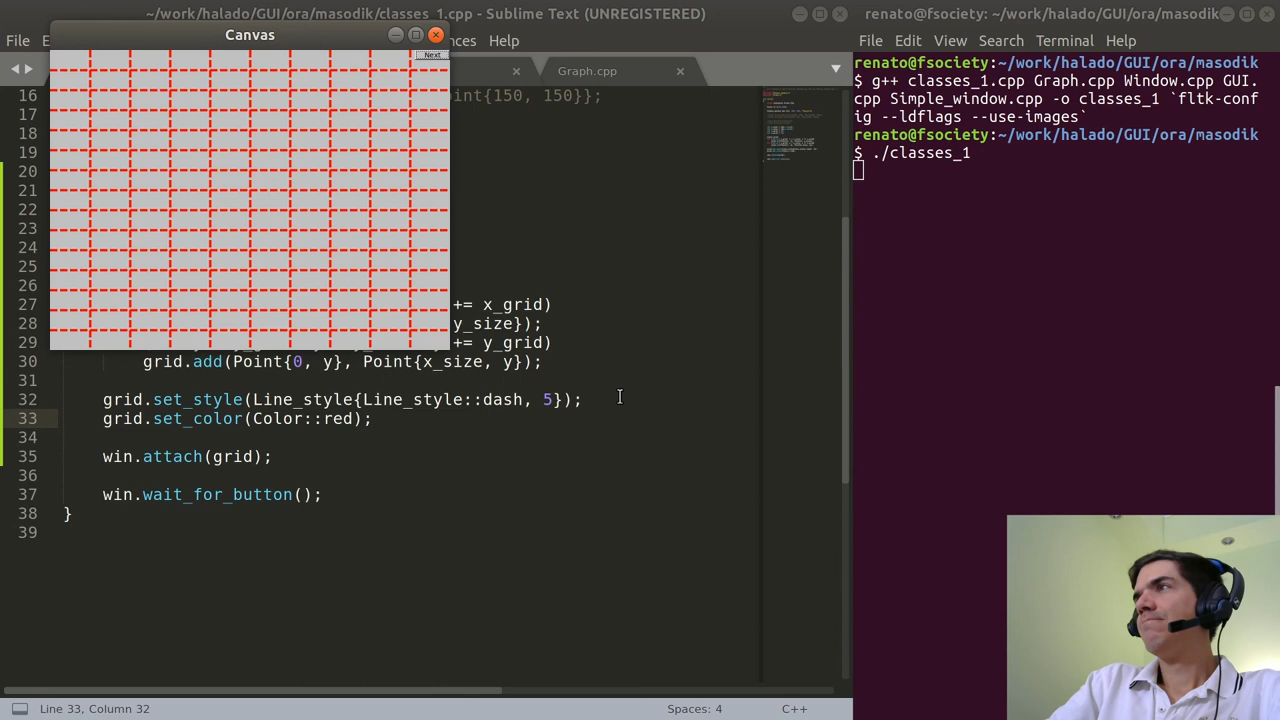 ~/work/halado/GUI/ora/masodik/classes_1.cpp - Sublime Text (UNREGISTERED)
renato@fsociety: ~/work/halado/GUI/ora/masodik
File
Help
Canvas
Next
Graph.cpp
16
17
18
19
20
21
22
23
24
25
26
27 += x_grid)
28 y_size});
29 += y_grid)
30 grid.add(Point{0, y}, Point{x_size, y});
31
32 grid.set_style(Line_style{Line_style::dash, 5});
33 grid.set_color(Color::red);
34
35 win.attach(grid);
36
37 win.wait_for_button();
38 }
39
Line 33, Column 32
Spaces: 4
C++
File Edit View Search Terminal Help
renato@fsociety:~/work/halado/GUI/ora/masodik
$ g++ classes_1.cpp Graph.cpp Window.cpp GUI.
cpp Simple_window.cpp -o classes_1 `fltk-conf
ig --ldflags --use-images`
renato@fsociety:~/work/halado/GUI/ora/masodik
$ ./classes_1